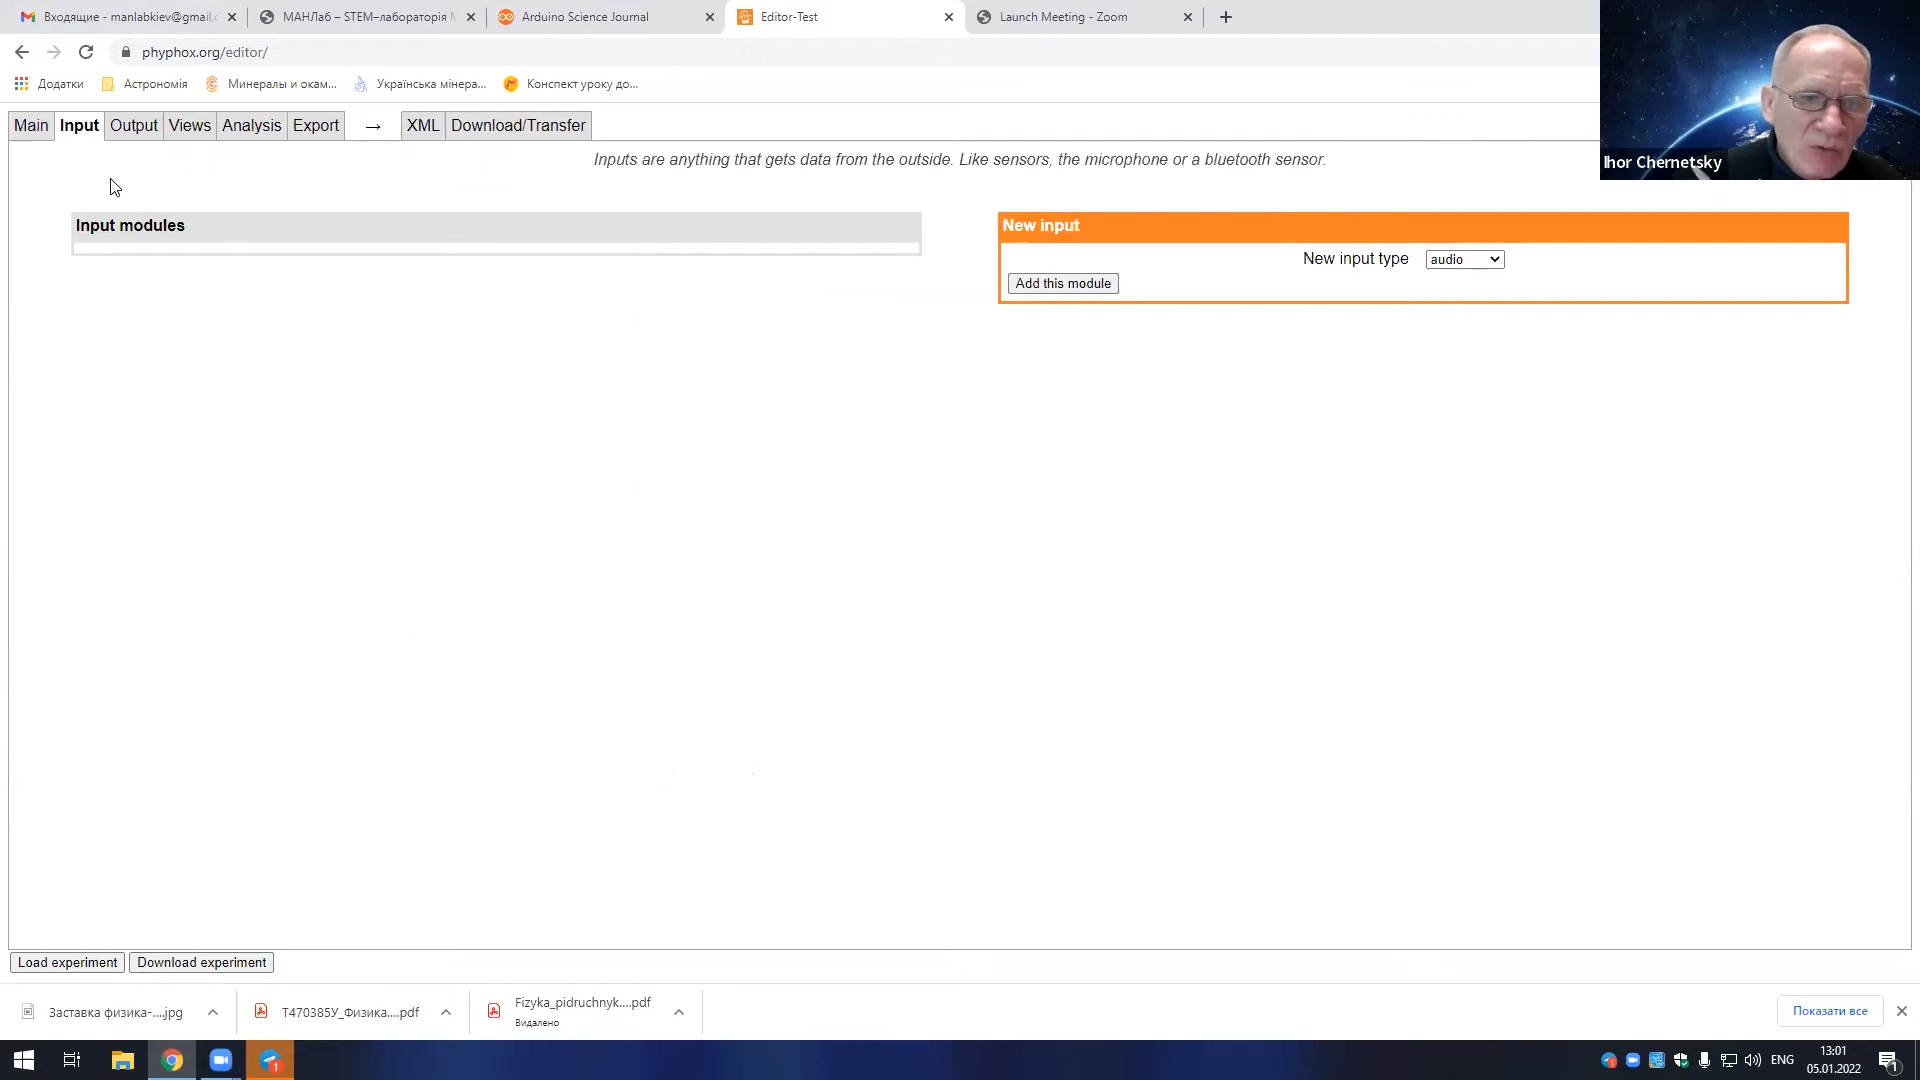 Входящие - manlabkiev@gmail.c
МАНЛаб – STEM–лабораторія М
Arduino Science Journal
Editor-Test
Launch Meeting - Zoom
phyphox.org/editor/
Додатки
Астрономія
Минералы и окам...
Українська мінера...
Конспект уроку до...
Main
Input
Output
Views
Analysis
Export
→
XML
Download/Transfer
Inputs are anything that gets data from the outside. Like sensors, the microphone or a bluetooth sensor.
Ihor Chernetsky
Input modules
New input
New input type
audio
Add this module
Load experiment
Download experiment
Заставка физика-....jpg
Т470385У_Физика....pdf
Fizyka_pidruchnyk....pdf
Видалено
Показати все
1
ENG
13:01
05.01.2022
1